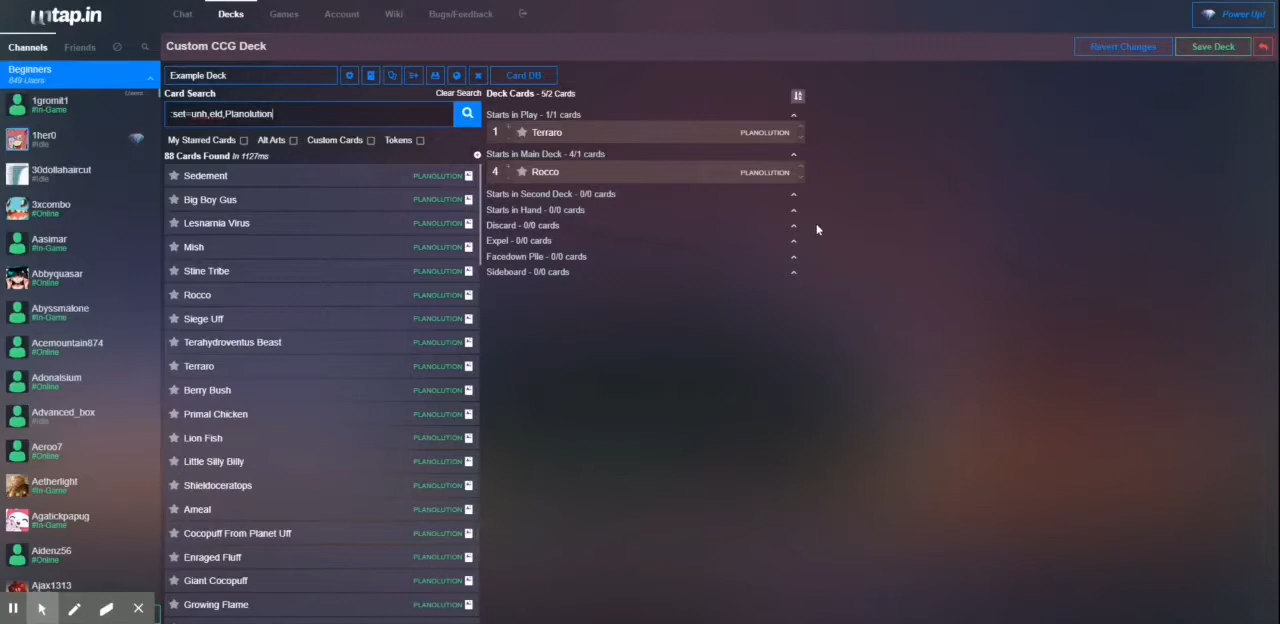 untap.in
Chat
Decks
Games
Account
Wiki
Bugs/Feedback
Power Up!
Channels
Friends
Custom CCG Deck
Revert Changes
Save Deck
Beginners
849 Users
Users
1gromit1
#In-Game
1her0
#Idle
30dollahaircut
#Idle
3xcombo
#Online
Aasimar
#In-Game
Abbyquasar
#Online
Abyssmalone
#In-Game
Acemountain874
#Online
Adonalsium
#Online
Advanced_box
#Idle
Aeroo7
#Online
Aetherlight
#In-Game
Agatickpapug
#In-Game
Aidenz56
#Online
Ajax1313
Example Deck
Card DB
Card Search
Clear Search
:set=unh,eld,Planolution
My Starred Cards
Alt Arts
Custom Cards
Tokens
88 Cards Found In 1127ms
Sedement PLANOLUTION
Big Boy Gus PLANOLUTION
Lesnarnia Virus PLANOLUTION
Mish PLANOLUTION
Stine Tribe PLANOLUTION
Rocco PLANOLUTION
Siege Uff PLANOLUTION
Terahydroventus Beast PLANOLUTION
Terraro PLANOLUTION
Berry Bush PLANOLUTION
Primal Chicken PLANOLUTION
Lion Fish PLANOLUTION
Little Silly Billy PLANOLUTION
Shieldoceratops PLANOLUTION
Ameal PLANOLUTION
Cocopuff From Planet Uff PLANOLUTION
Enraged Fluff PLANOLUTION
Giant Cocopuff PLANOLUTION
Growing Flame PLANOLUTION
Deck Cards - 5/2 Cards
Starts in Play - 1/1 cards
1 Terraro PLANOLUTION
Starts in Main Deck - 4/1 cards
4 Rocco PLANOLUTION
Starts in Second Deck - 0/0 cards
Starts in Hand - 0/0 cards
Discard - 0/0 cards
Expel - 0/0 cards
Facedown Pile - 0/0 cards
Sideboard - 0/0 cards